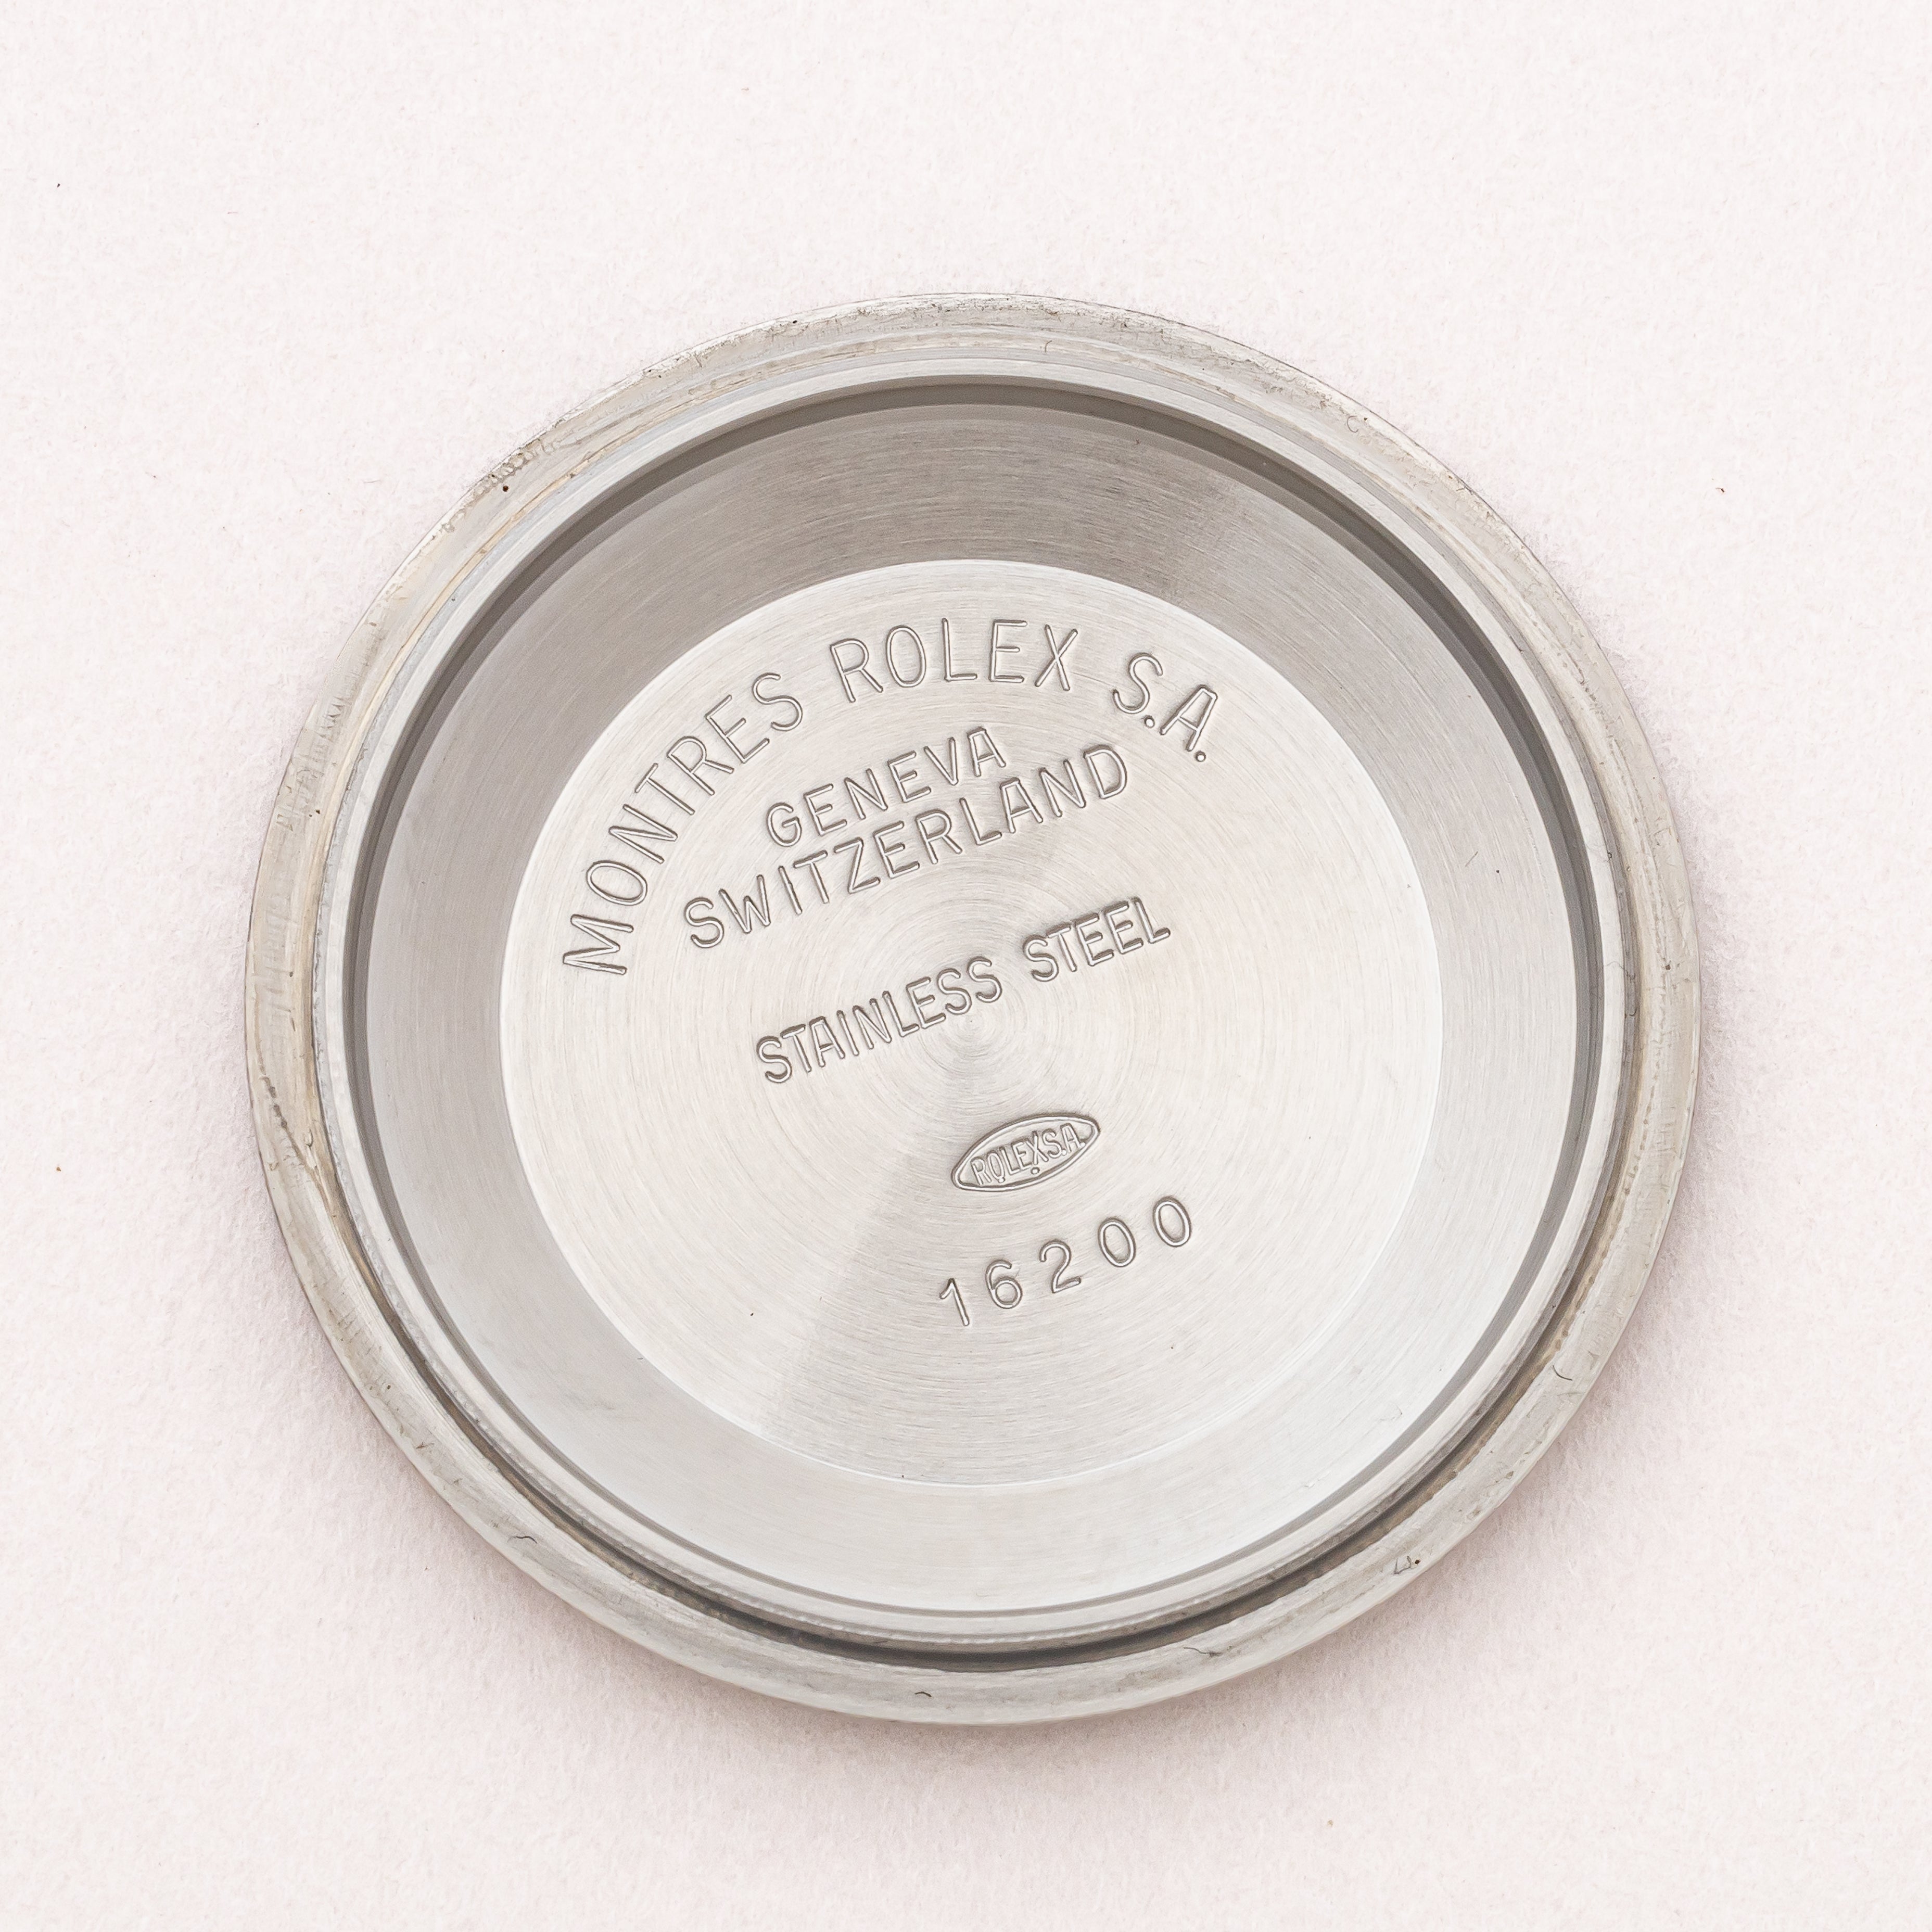 MONTRES ROLEX S.A.
GENEVA
SWITZERLAND
STAINLESS STEEL
ROLEX S.A.
16200